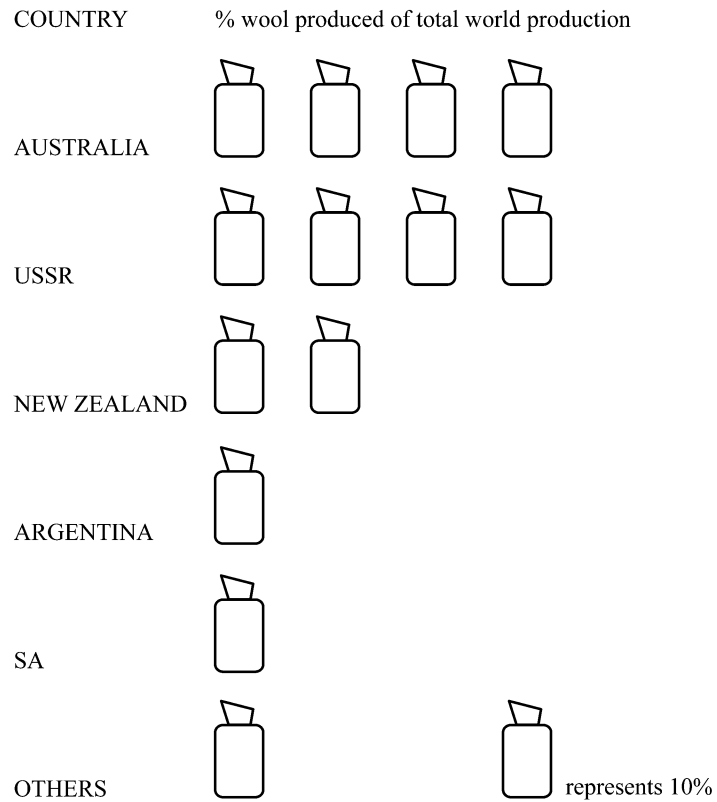 COUNTRY % wool produced of total world production
AUSTRALIA
USSR
NEW ZEALAND
ARGENTINA
SA
OTHERS
represents 10%